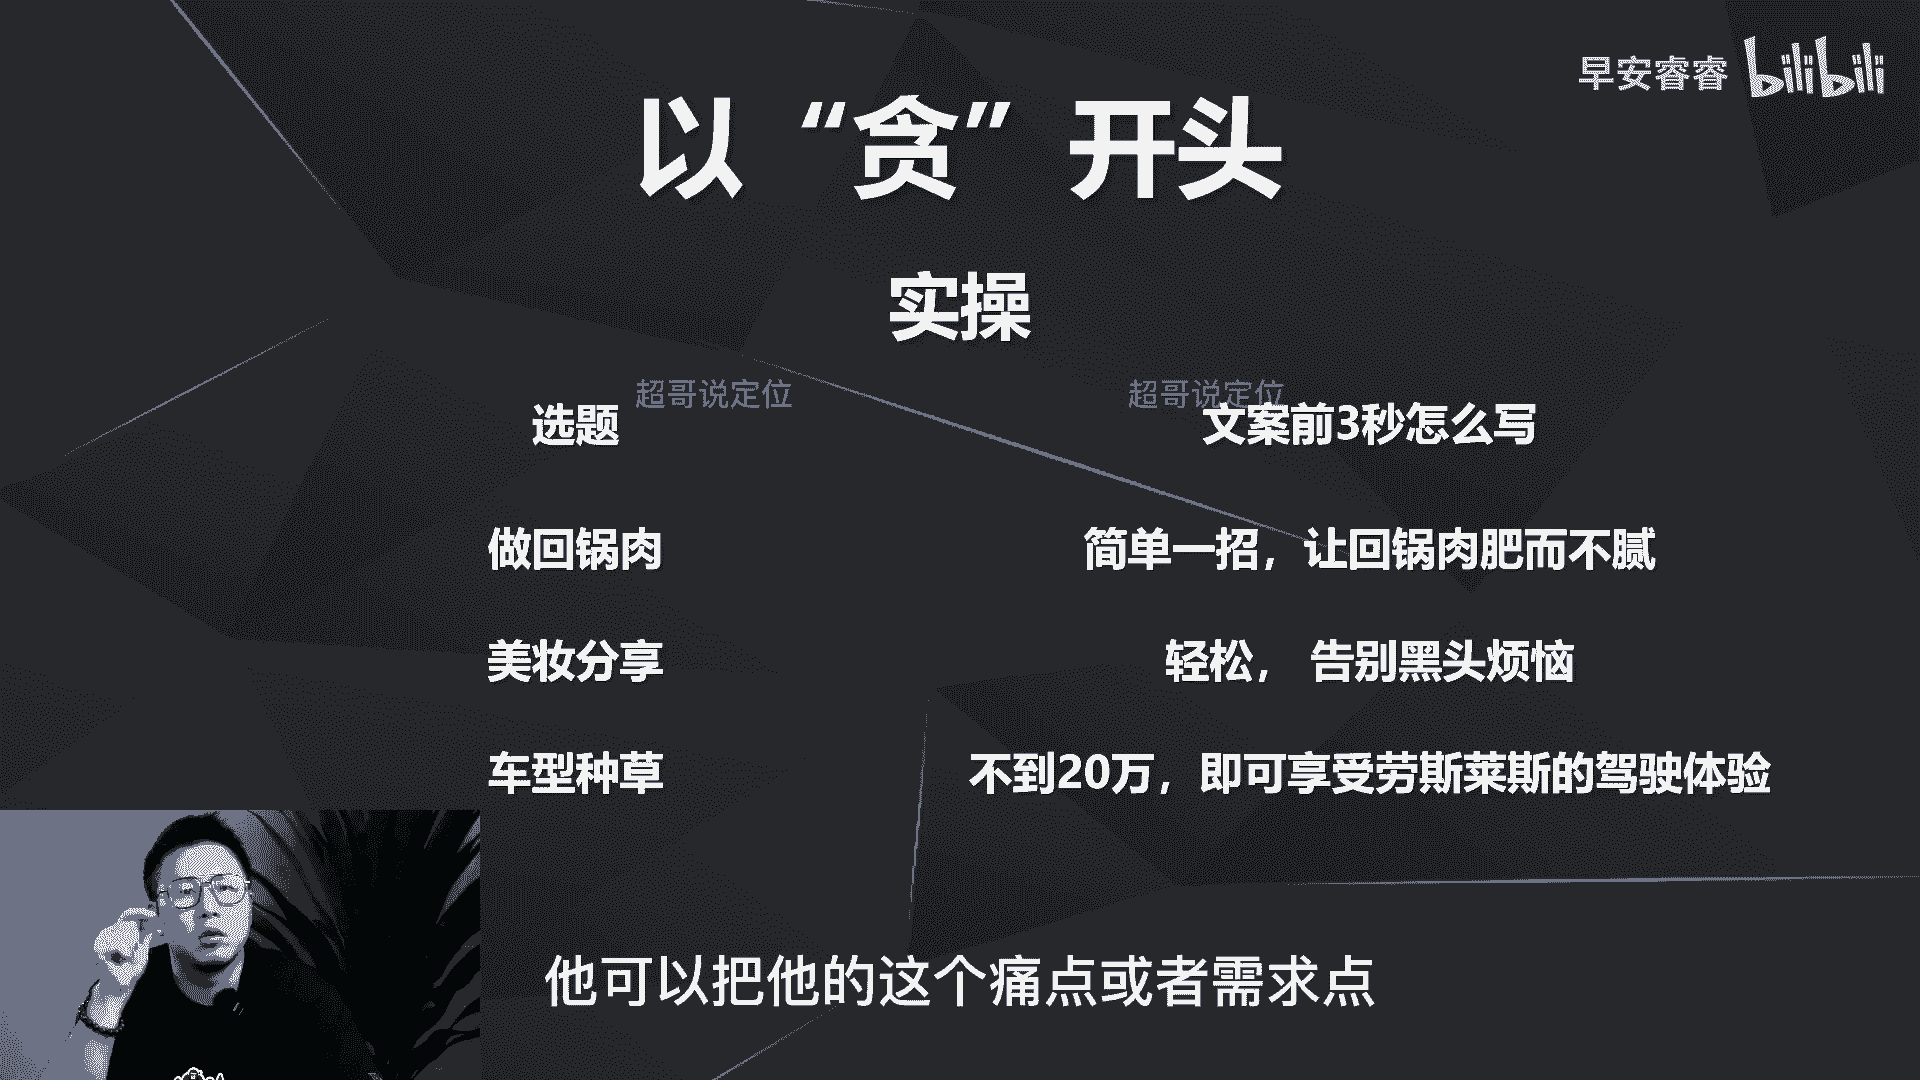 早安睿睿 bilibili
以“贪”开头
实操
超哥说定位 超哥说定位
选题 文案前3秒怎么写
做回锅肉 简单一招，让回锅肉肥而不腻
美妆分享 轻松， 告别黑头烦恼
车型种草 不到20万，即可享受劳斯莱斯的驾驶体验
他可以把他的这个痛点或者需求点